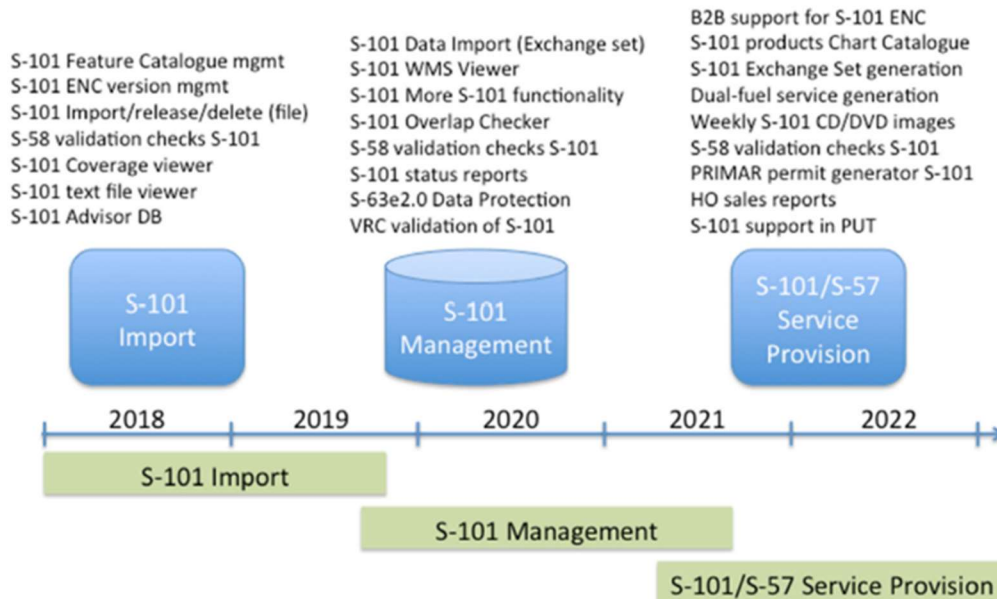 S-101 Feature Catalogue mgmt
S-101 ENC version mgmt
S-101 Import/release/delete (file)
S-58 validation checks S-101
S-101 Coverage viewer
S-101 text file viewer
S-101 Advisor DB
S-101 Data Import (Exchange set)
S-101 WMS Viewer
S-101 More S-101 functionality
S-101 Overlap Checker
S-58 validation checks S-101
S-101 status reports
S-63e2.0 Data Protection
VRC validation of S-101
B2B support for S-101 ENC
S-101 products Chart Catalogue
S-101 Exchange Set generation
Dual-fuel service generation
Weekly S-101 CD/DVD images
S-58 validation checks S-101
PRIMAR permit generator S-101
HO sales reports
S-101 support in PUT
S-101
Import
S-101
Management
S-101/S-57
Service
Provision
2018
2019
2020
2021
2022
S-101 Import
S-101 Management
S-101/S-57 Service Provision